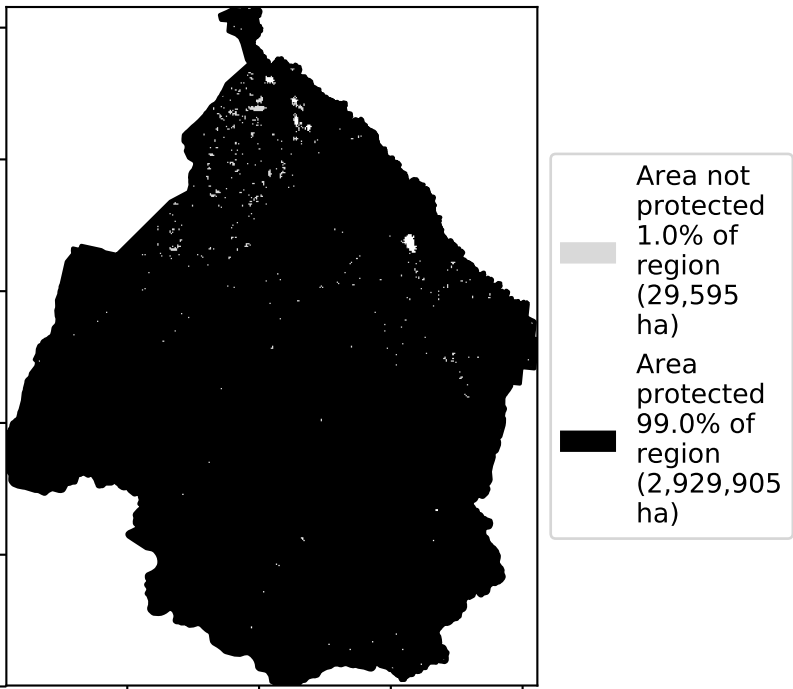 Area not
protected
1.0% of
region
(29,595
ha)
Area
protected
99.0% of
region
(2,929,905
ha)